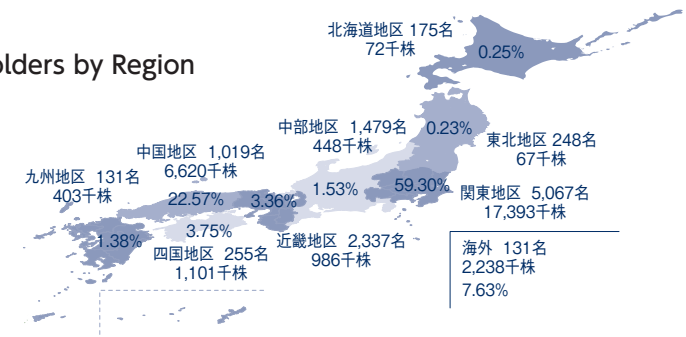 olders by Region
北海道地区 175名
72千株
0.25%
中部地区 1,479名
448千株
0.23%
東北地区 248名
67千株
中国地区 1,019名
6,620千株
九州地区 131名
403千株
22.57%
3.36%
1.53%
59.30%
関東地区 5,067名
17,393千株
1.38%
3.75%
四国地区 255名
1,101千株
近畿地区 2,337名
986千株
海外 131名
2,238千株
7.63%